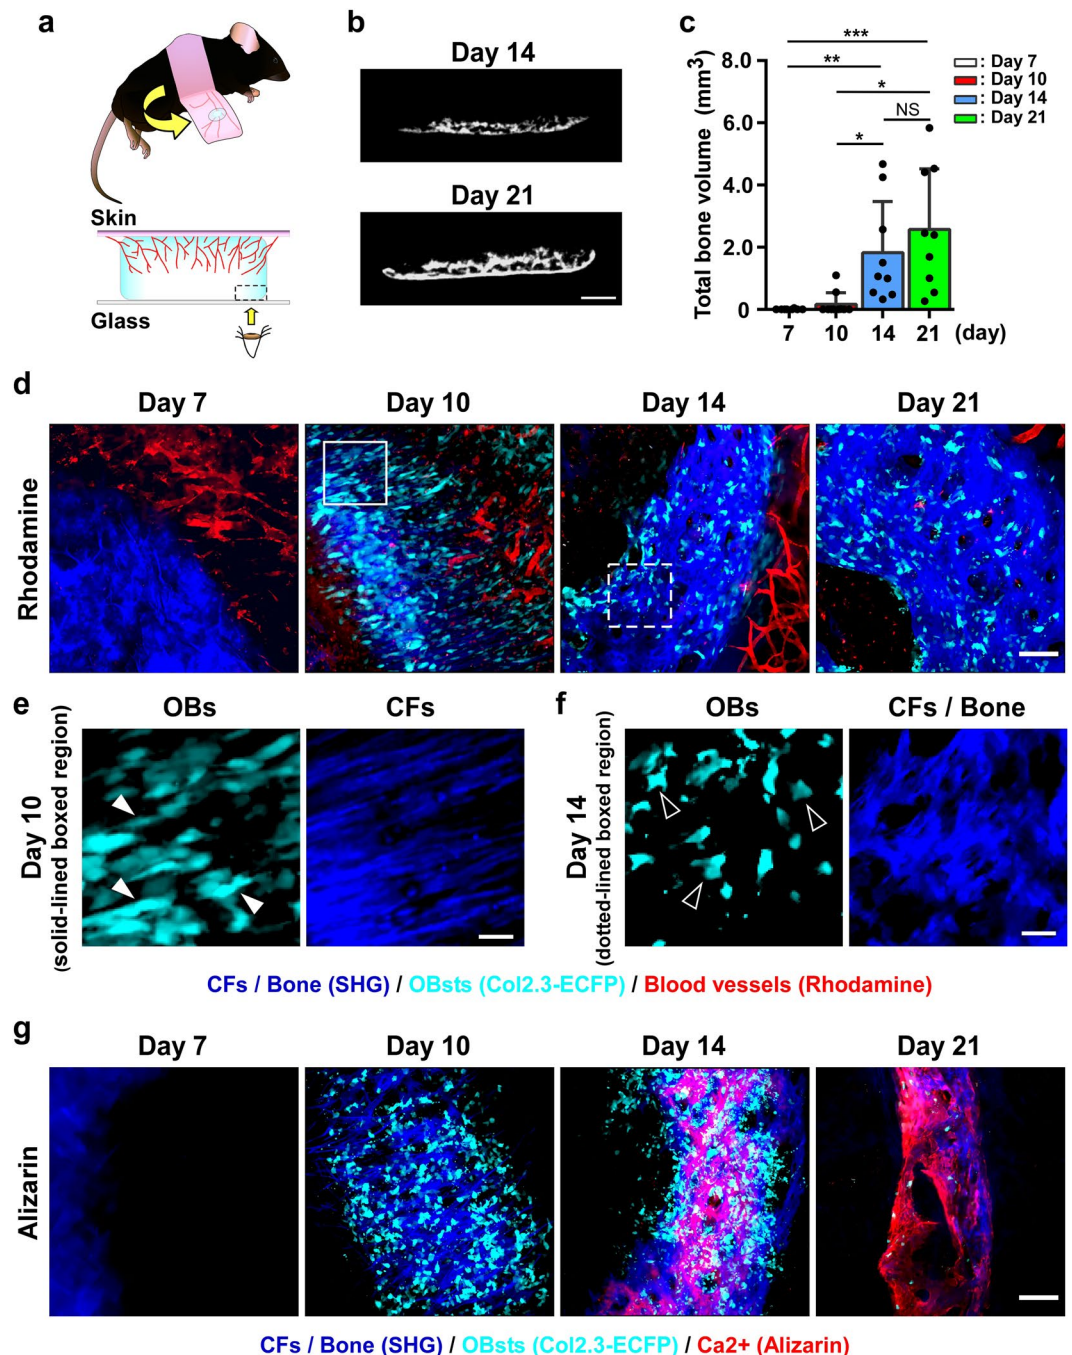 a
Skin
Glass
b
Day 14
Day 21
c
Total bone volume (mm3)
8.0
6.0
4.0
2.0
0
7 10 14 21 (day)
***
**
*
NS
*
: Day 7
: Day 10
: Day 14
: Day 21
d
Day 7 Day 10 Day 14 Day 21
Rhodamine
e
OBs CFs
Day 10
(solid-lined boxed region)
f
OBs CFs / Bone
Day 14
(dotted-lined boxed region)
CFs / Bone (SHG) / OBsts (Col2.3-ECFP) / Blood vessels (Rhodamine)
g
Day 7 Day 10 Day 14 Day 21
Alizarin
CFs / Bone (SHG) / OBsts (Col2.3-ECFP) / Ca2+ (Alizarin)